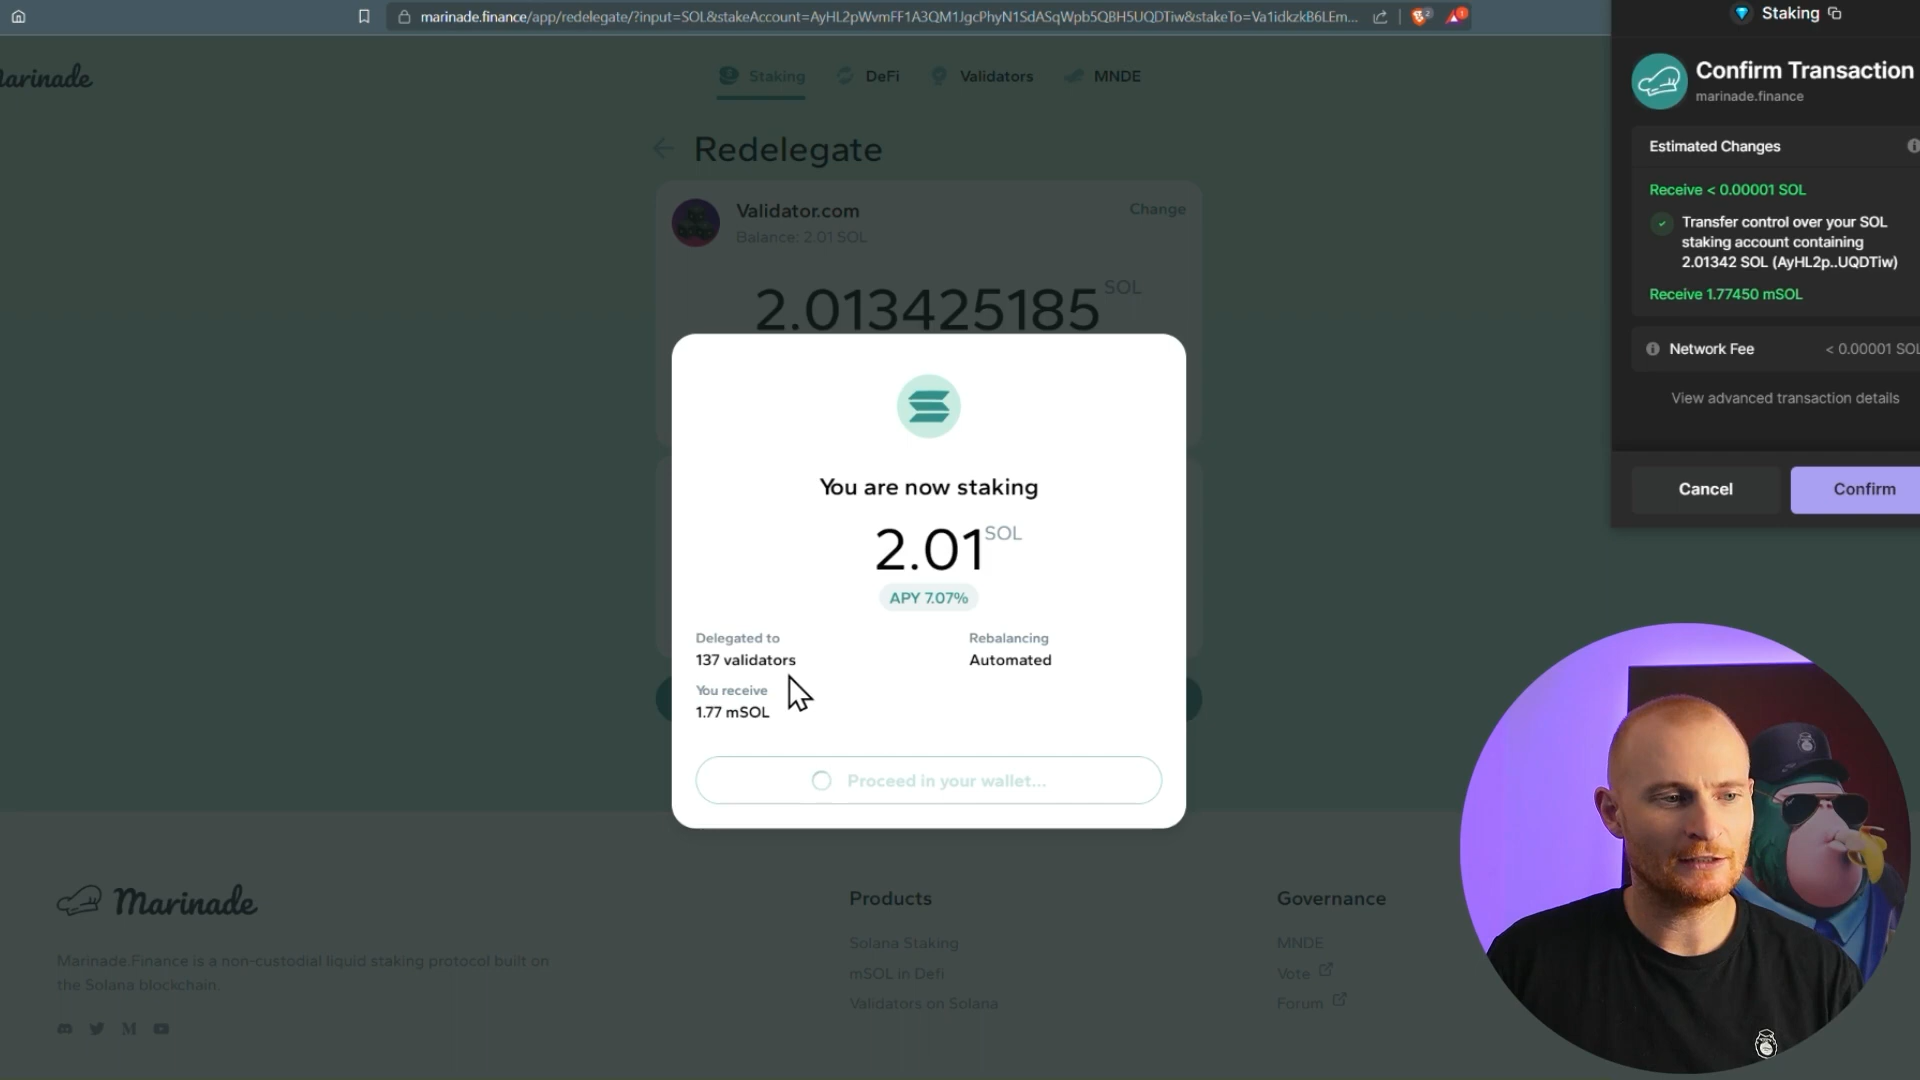 marinade.finance/app/redelegate/?input=SOL&stakeAccount=AyHL2pWvmFF1A3QM1JgcPhyN1SdASqWpb5QBH5UQDTiw&stakeTo=Va1idkzkB6LEm...
2
1
Staking
Confirm Transaction
marinade.finance
Estimated Changes
Receive < 0.00001 SOL
Transfer control over your SOL
staking account containing
2.01342 SOL (AyHL2p..UQDTiw)
Receive 1.77450 mSOL
Network Fee
< 0.00001 SOL
View advanced transaction details
Cancel
Confirm
arinade
Staking
DeFi
Validators
MNDE
Redelegate
Validator.com
Change
Balance: 2.01 SOL
2.013425185 SOL
You are now staking
2.01 SOL
APY 7.07%
Delegated to
137 validators
Rebalancing
Automated
You receive
1.77 mSOL
Proceed in your wallet...
Marinade
Marinade.Finance is a non-custodial liquid staking protocol built on
the Solana blockchain.
Products
Solana Staking
mSOL in Defi
Validators on Solana
Governance
MNDE
Vote
Forum